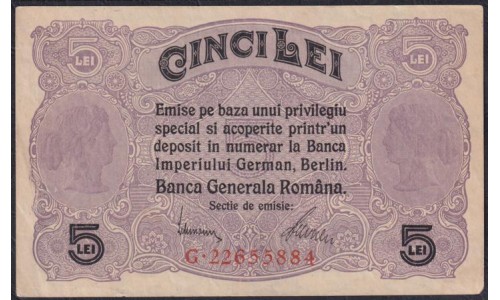 5 LEI CINCI LEI 5 LEI
Emise pe baza unui privilegiu
special si acoperite printr'un
deposit in numerar la Banca
Imperiului German, Berlin.
Banca Generala Română.
Sectie de emisie:
5 LEI 5 LEI
G·22655884